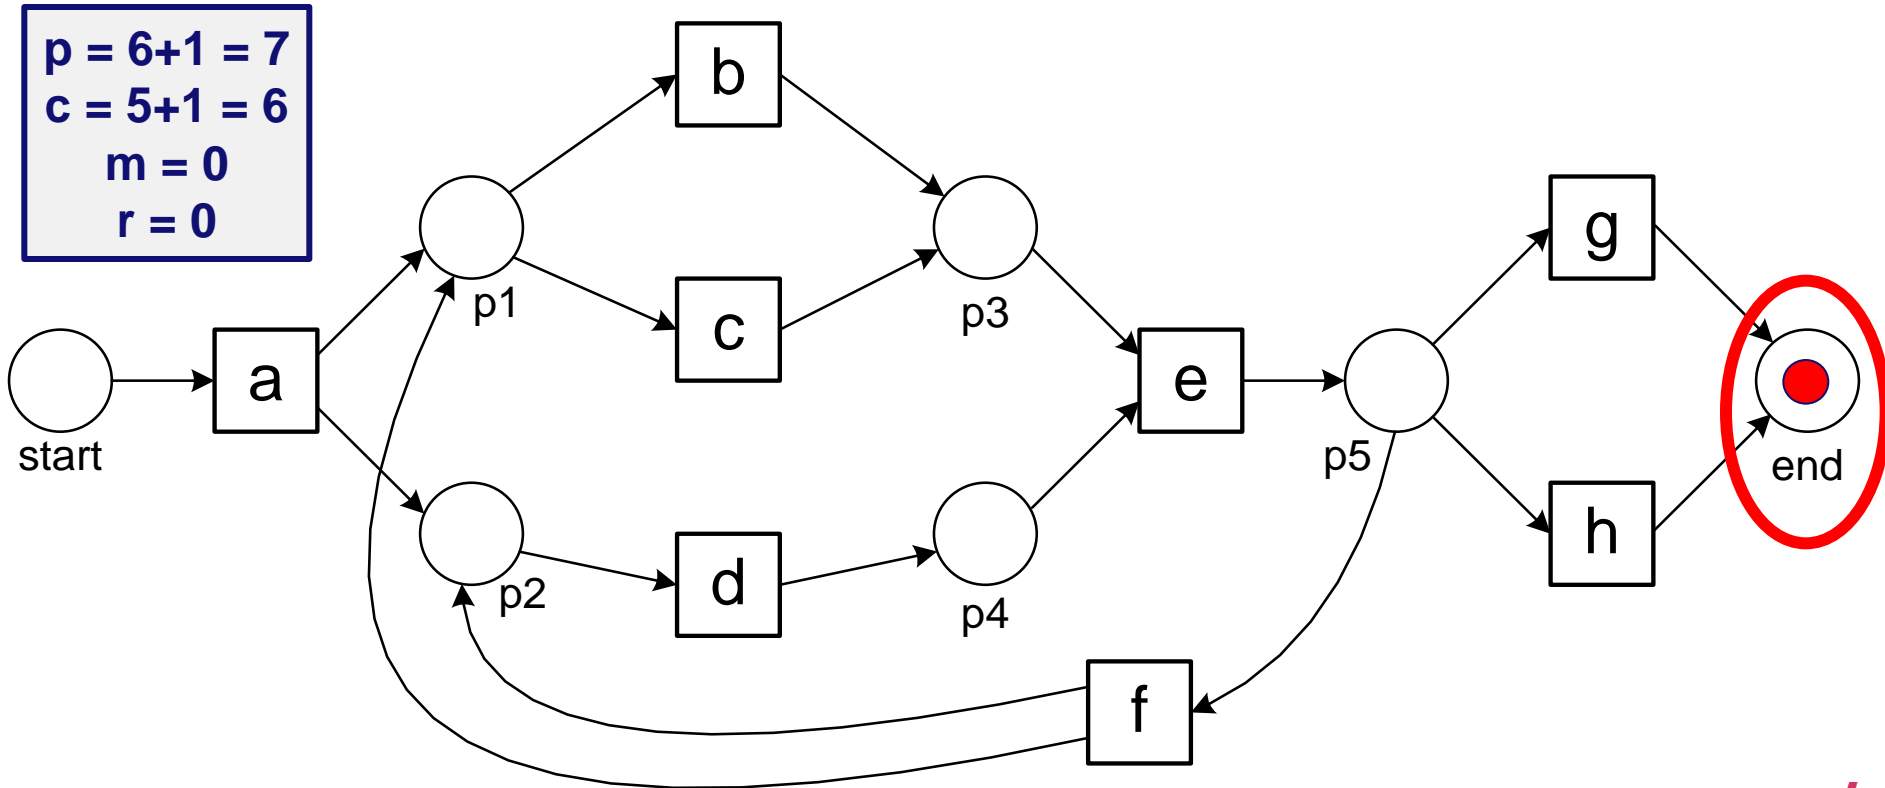 p = 6+1 = 7
c = 5+1 = 6
m = 0
r = 0
b
g
p1
p3
c
a
e
start
p5
end
h
d
p2
p4
f